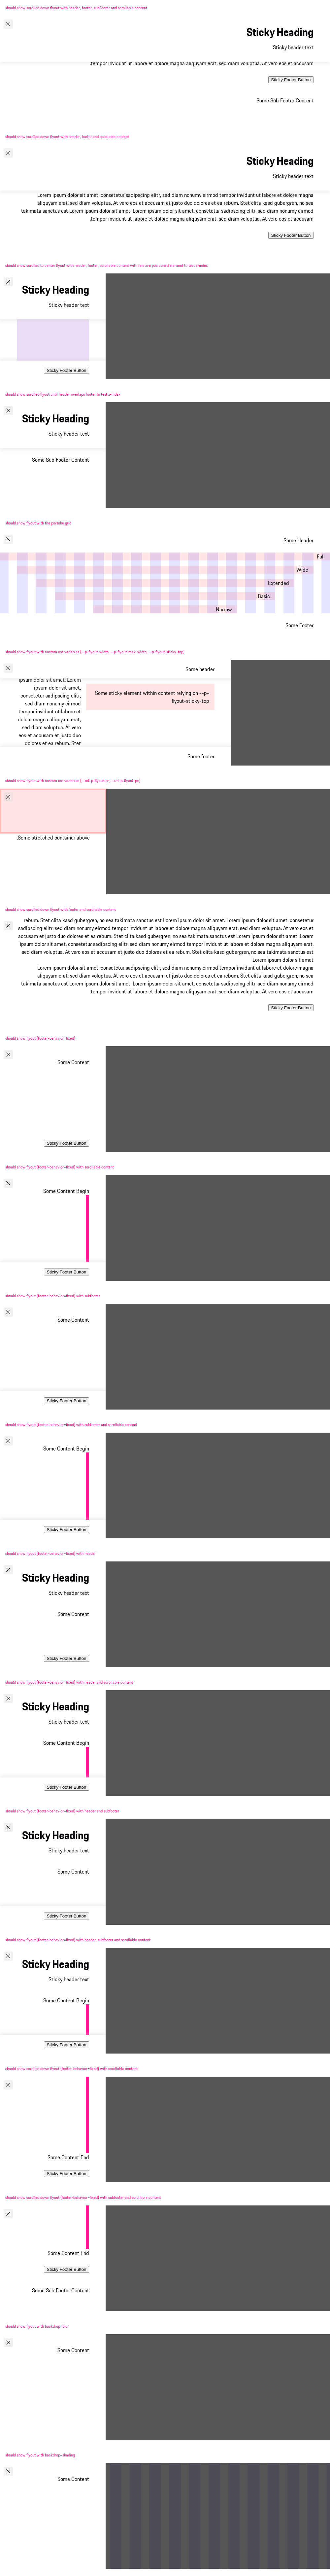 should show scrolled down flyout with header, footer, subFooter and scrollable content
Sticky Heading
Sticky header text
tempor invidunt ut labore et dolore magna aliquyam erat, sed diam voluptua. At vero eos et accusam.
Sticky Footer Button
Some Sub Footer Content
should show scrolled down flyout with header, footer and scrollable content
Sticky Heading
Sticky header text
Lorem ipsum dolor sit amet, consetetur sadipscing elitr, sed diam nonumy eirmod tempor invidunt ut labore et dolore magna
aliquyam erat, sed diam voluptua. At vero eos et accusam et justo duo dolores et ea rebum. Stet clita kasd gubergren, no sea
takimata sanctus est Lorem ipsum dolor sit amet. Lorem ipsum dolor sit amet, consetetur sadipscing elitr, sed diam nonumy eirmod
.tempor invidunt ut labore et dolore magna aliquyam erat, sed diam voluptua. At vero eos et accusam
Sticky Footer Button
should show scrolled to center flyout with header, footer, scrollable content with relative positioned element to test z-index
Sticky Heading
Sticky header text
Sticky Footer Button
should show scrolled flyout until header overlaps footer to test z-index
Sticky Heading
Sticky header text
Some Sub Footer Content
should show flyout with the porsche grid
Some Header
Full
Wide
Extended
Basic
Narrow
Some Footer
should show flyout with custom css variables (--p-flyout-width, --p-flyout-max-width, --p-flyout-sticky-top)
Some header
ipsum dolor sit amet. Lorem
ipsum dolor sit amet,
consetetur sadipscing elitr,
sed diam nonumy eirmod
tempor invidunt ut labore et
dolore magna aliquyam erat,
sed diam voluptua. At vero
eos et accusam et justo duo
dolores et ea rebum. Stet
Some sticky element within content relying on --p-
flyout-sticky-top
Some footer
should show flyout with custom css variables (--ref-p-flyout-pt, --ref-p-flyout-px)
.Some stretched container above
should show scrolled down flyout with footer and scrollable content
rebum. Stet clita kasd gubergren, no sea takimata sanctus est Lorem ipsum dolor sit amet. Lorem ipsum dolor sit amet, consetetur
sadipscing elitr, sed diam nonumy eirmod tempor invidunt ut labore et dolore magna aliquyam erat, sed diam voluptua. At vero eos et
accusam et justo duo dolores et ea rebum. Stet clita kasd gubergren, no sea takimata sanctus est Lorem ipsum dolor sit amet. Lorem
ipsum dolor sit amet, consetetur sadipscing elitr, sed diam nonumy eirmod tempor invidunt ut labore et dolore magna aliquyam erat,
sed diam voluptua. At vero eos et accusam et justo duo dolores et ea rebum. Stet clita kasd gubergren, no sea takimata sanctus est
.Lorem ipsum dolor sit amet
Lorem ipsum dolor sit amet, consetetur sadipscing elitr, sed diam nonumy eirmod tempor invidunt ut labore et dolore magna
aliquyam erat, sed diam voluptua. At vero eos et accusam et justo duo dolores et ea rebum. Stet clita kasd gubergren, no sea
takimata sanctus est Lorem ipsum dolor sit amet. Lorem ipsum dolor sit amet, consetetur sadipscing elitr, sed diam nonumy eirmod
.tempor invidunt ut labore et dolore magna aliquyam erat, sed diam voluptua. At vero eos et accusam
Sticky Footer Button
should show flyout (footer-behavior=fixed)
Some Content
Sticky Footer Button
should show flyout (footer-behavior=fixed) with scrollable content
Some Content Begin
Sticky Footer Button
should show flyout (footer-behavior=fixed) with subfooter
Some Content
Sticky Footer Button
should show flyout (footer-behavior=fixed) with subfooter and scrollable content
Some Content Begin
Sticky Footer Button
should show flyout (footer-behavior=fixed) with header
Sticky Heading
Sticky header text
Some Content
Sticky Footer Button
should show flyout (footer-behavior=fixed) with header and scrollable content
Sticky Heading
Sticky header text
Some Content Begin
Sticky Footer Button
should show flyout (footer-behavior=fixed) with header and subfooter
Sticky Heading
Sticky header text
Some Content
Sticky Footer Button
should show flyout (footer-behavior=fixed) with header, subfooter and scrollable content
Sticky Heading
Sticky header text
Some Content Begin
Sticky Footer Button
should show scrolled down flyout (footer-behavior=fixed) with scrollable content
Some Content End
Sticky Footer Button
should show scrolled down flyout (footer-behavior=fixed) with subfooter and scrollable content
Some Content End
Sticky Footer Button
Some Sub Footer Content
should show flyout with backdrop=blur
Some Content
should show flyout with backdrop=shading
Some Content